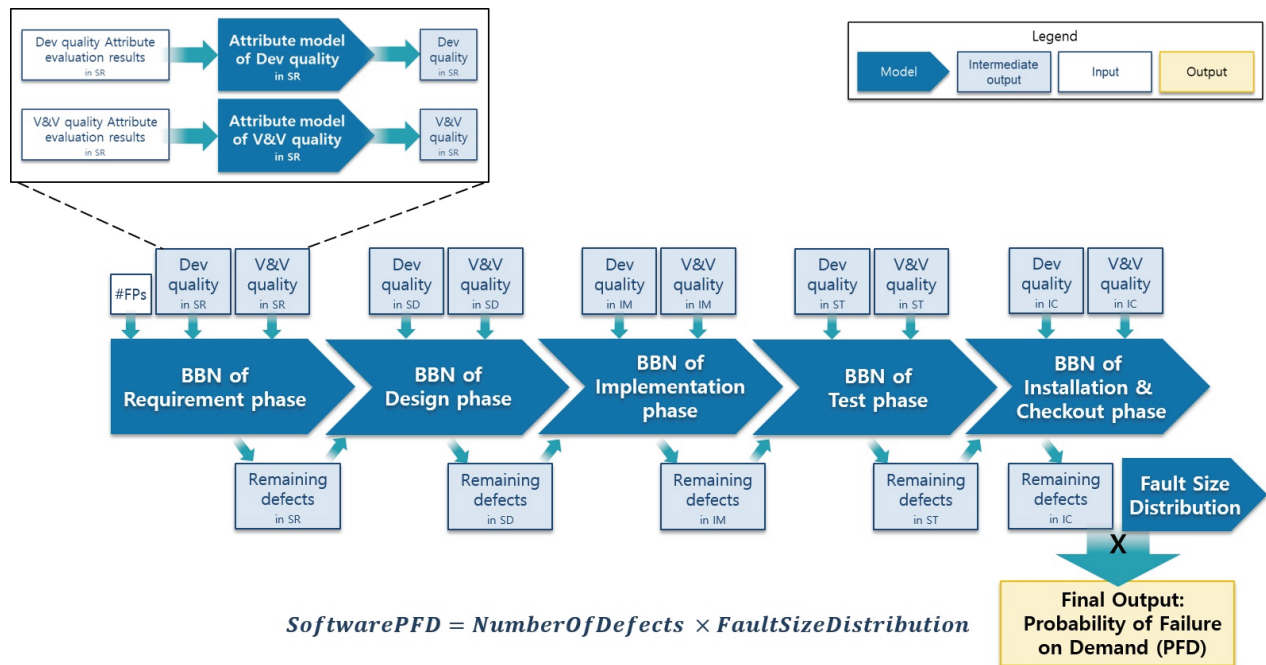 Dev quality Attribute
evaluation results
in SR
Attribute model
of Dev quality
in SR
Dev
quality
in SR
V&V quality Attribute
evaluation results
in SR
Attribute model
of V&V quality
in SR
V&V
quality
in SR
Legend
Model
Intermediate
output
Input
Output
#FPs
Dev
quality
in SR
V&V
quality
in SR
Dev
quality
in SD
V&V
quality
in SD
Dev
quality
in IM
V&V
quality
in IM
Dev
quality
in ST
V&V
quality
in ST
Dev
quality
in IC
V&V
quality
in IC
BBN of
Requirement phase
BBN of
Design phase
BBN of
Implementation
phase
BBN of
Test phase
BBN of
Installation &
Checkout phase
Remaining
defects
in SR
Remaining
defects
in SD
Remaining
defects
in IM
Remaining
defects
in ST
Remaining
defects
in IC
Fault Size
Distribution
X
Final Output:
Probability of Failure
on Demand (PFD)
SoftwarePFD = NumberOfDefects × FaultSizeDistribution